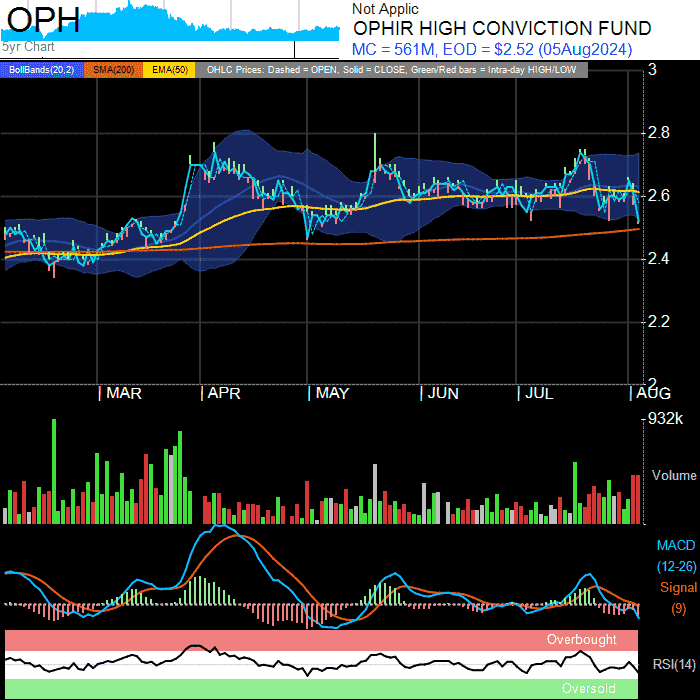 OPH
Not Applic
OPHIR HIGH CONVICTION FUND
5yr Chart
MC = 561M, EOD = $2.52 (05Aug2024)
BollBands(20,2) SMA(200) EMA(50) OHLC Prices: Dashed = OPEN, Solid = CLOSE, Green/Red bars = Intra-day HIGH/LOW
3
2.8
2.6
2.4
2.2
2
MAR APR MAY JUN JUL AUG
932k
Volume
MACD
(12-26)
Signal
(9)
Overbought
RSI(14)
Oversold